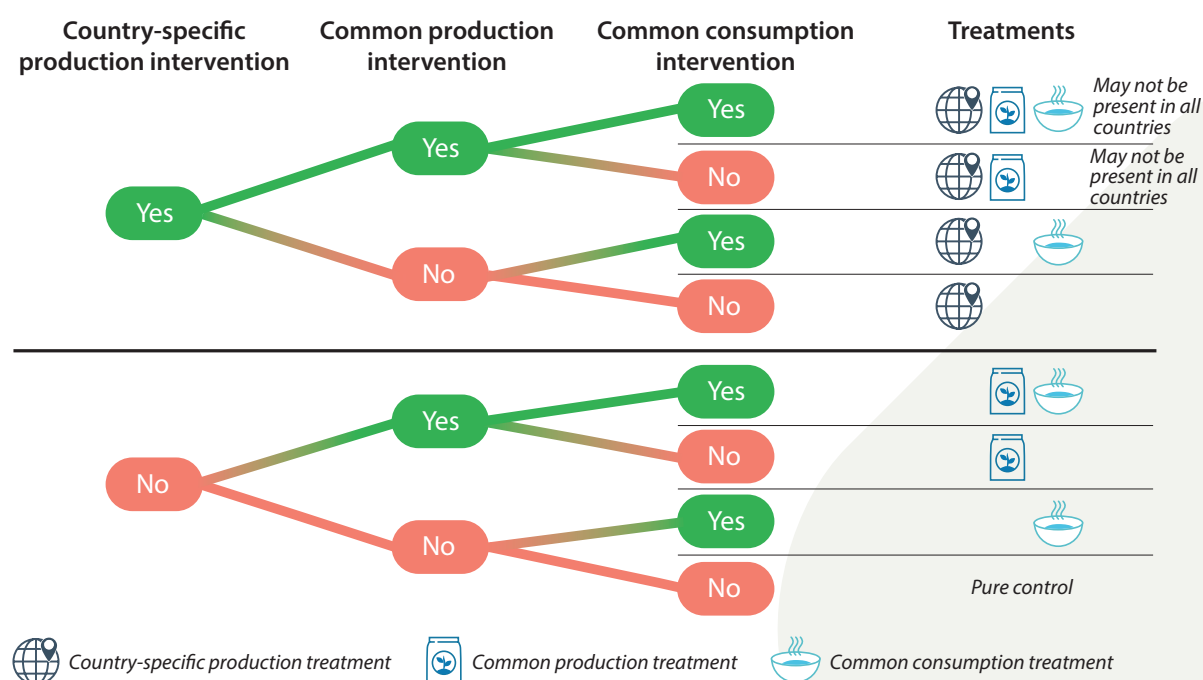 Country-specific
production intervention
Common production
intervention
Common consumption
intervention
Treatments
Yes
Yes
Yes
May not be
present in all
countries
No
May not be
present in all
countries
No
Yes
No
No
Yes
Yes
No
No
Yes
No
Pure control
Country-specific production treatment
Common production treatment
Common consumption treatment